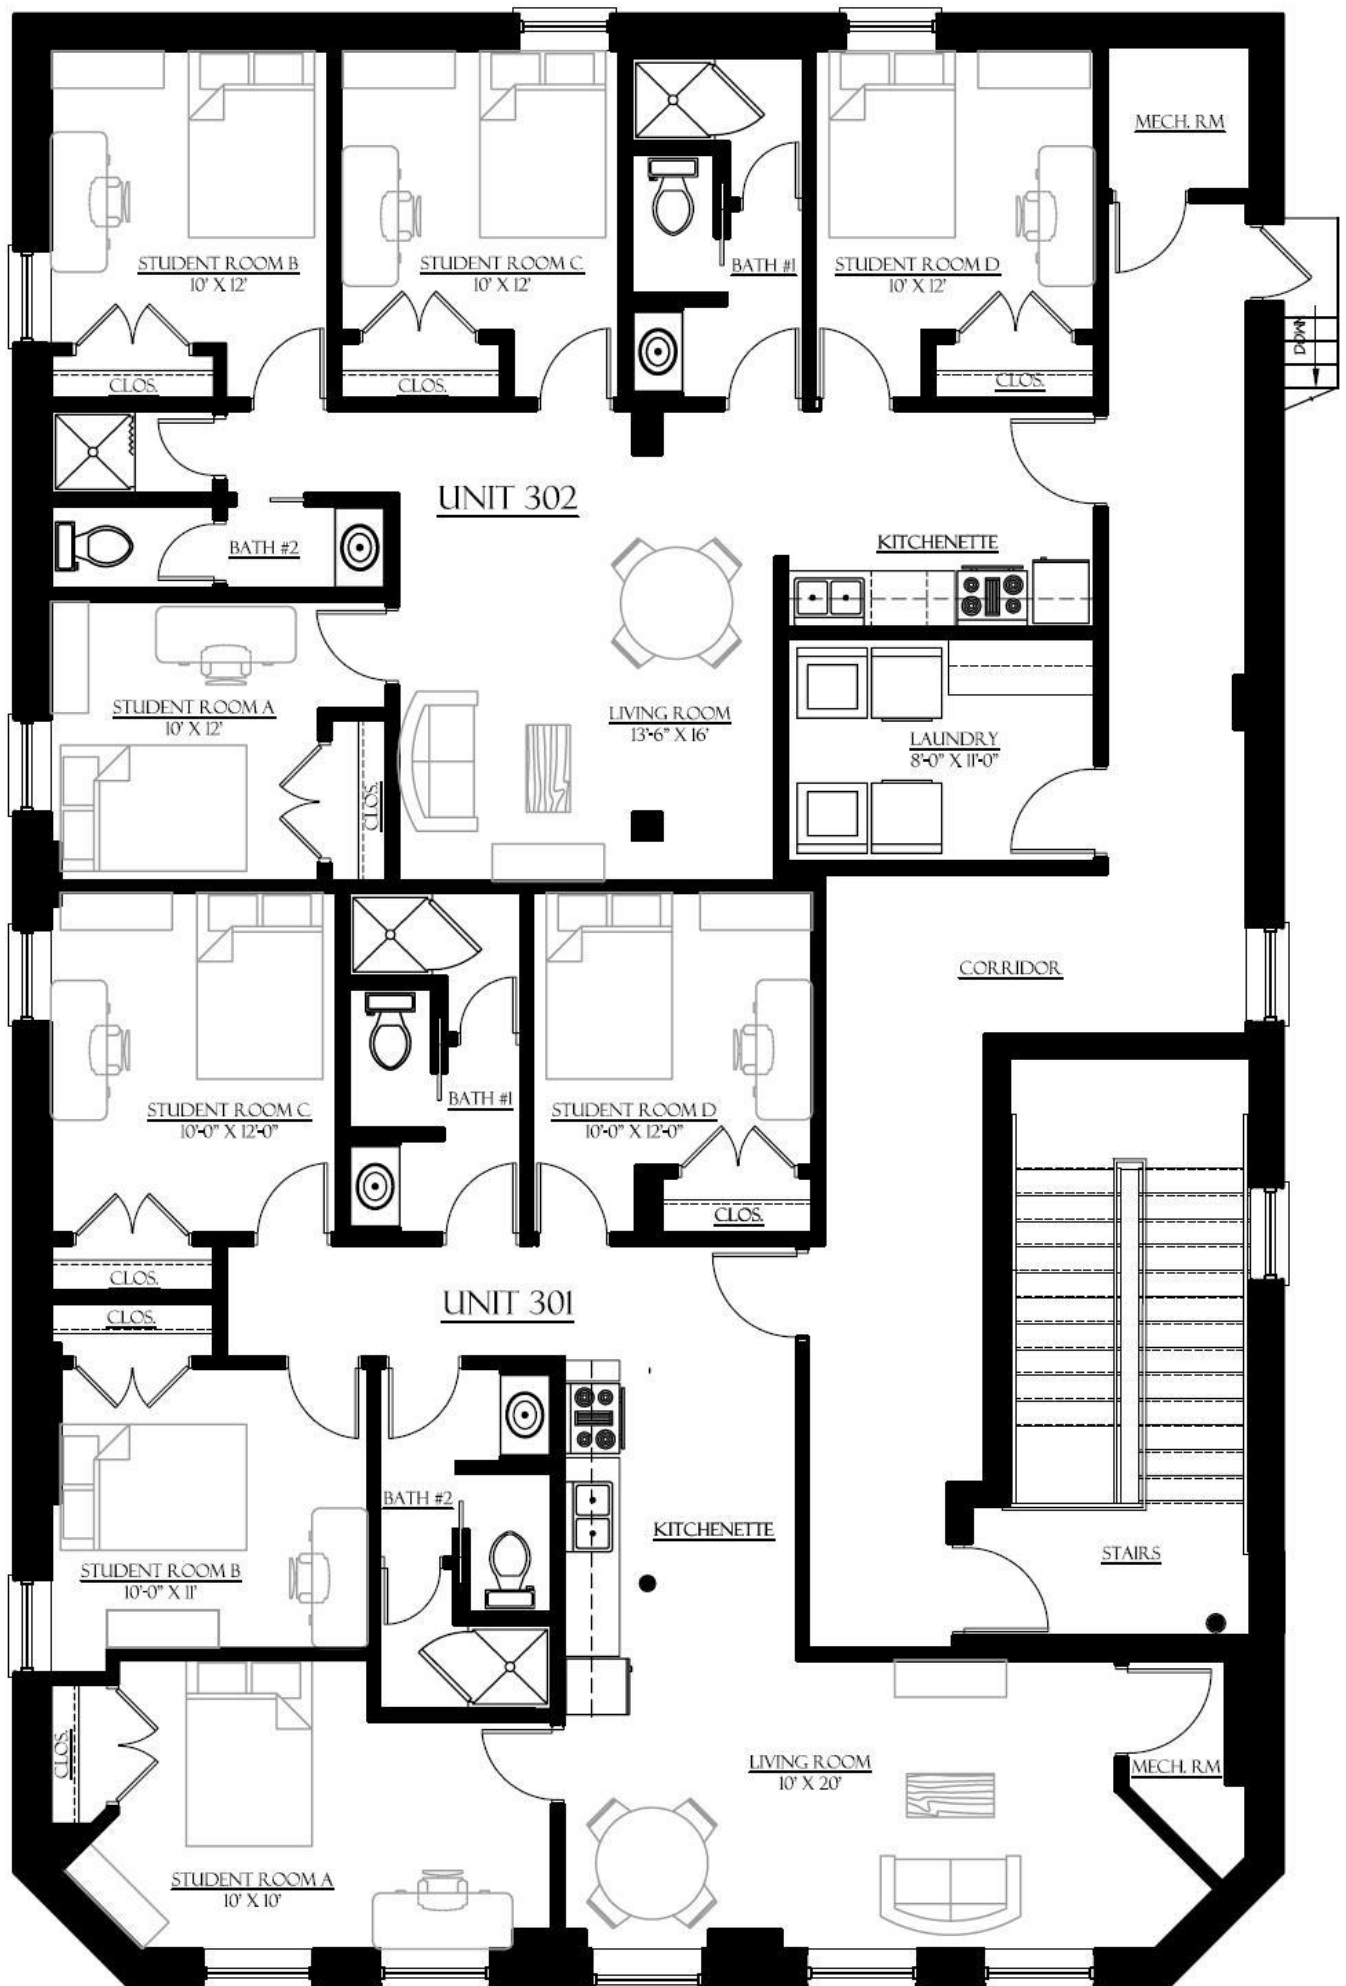 MECH. RM
STUDENT ROOM B
10' X 12'
STUDENT ROOM C
10' X 12'
BATH #1
STUDENT ROOM D
10' X 12'
DOWN
CLOS.
CLOS.
CLOS.
UNIT 302
BATH #2
KITCHENETTE
STUDENT ROOM A
10' X 12'
LIVING ROOM
13'-6" X 16'
LAUNDRY
8'-0" X 11'-0"
CLOS.
CORRIDOR
BATH #1
STUDENT ROOM C
10'-0" X 12'-0"
STUDENT ROOM D
10'-0" X 12'-0"
CLOS.
CLOS.
CLOS.
UNIT 301
BATH #2
KITCHENETTE
STAIRS
STUDENT ROOM B
10'-0" X 11'
CLOS.
LIVING ROOM
10' X 20'
MECH. RM
STUDENT ROOM A
10' X 10'